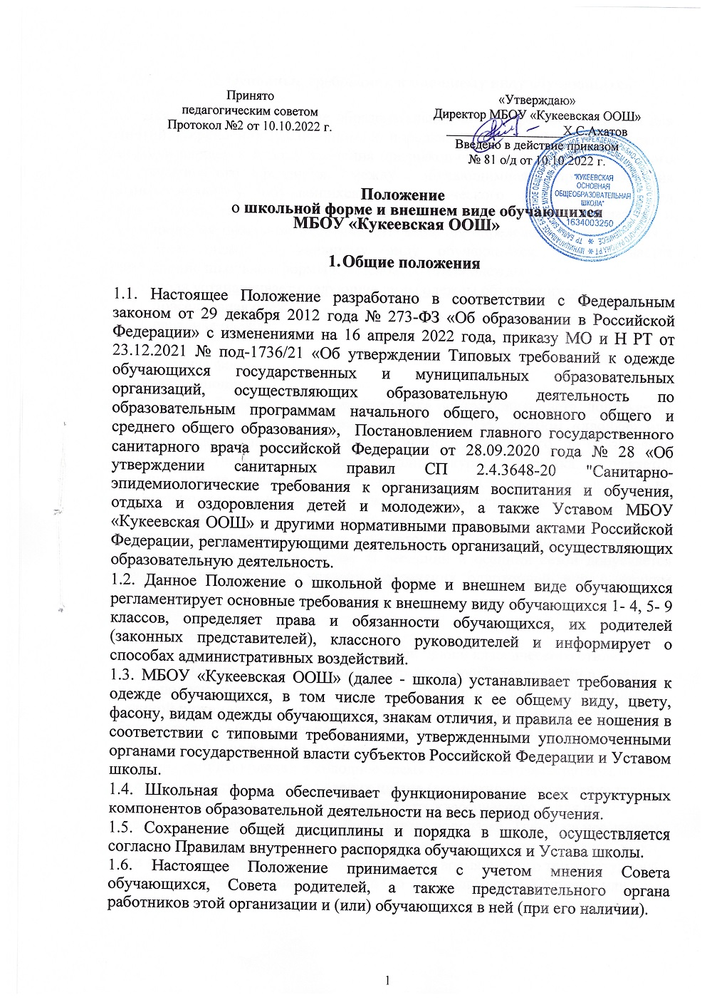 Принято
педагогическим советом
Протокол №2 от 10.10.2022 г.
«Утверждаю»
Директор МБОУ «Кукеевская ООШ»
__________________Х.С.Ахатов
Введено в действие приказом
№ 81 о/д от 10.10.2022 г.
"КУКЕЕВСКАЯ
ОСНОВНАЯ
ОБЩЕОБРАЗОВАТЕЛЬНАЯ
ШКОЛА"
1634003250
Положение
о школьной форме и внешнем виде обучающихся
МБОУ «Кукеевская ООШ»
1. Общие положения
1.1. Настоящее Положение разработано в соответствии с Федеральным
законом от 29 декабря 2012 года № 273-ФЗ «Об образовании в Российской
Федерации» с изменениями на 16 апреля 2022 года, приказу МО и Н РТ от
23.12.2021 № под-1736/21 «Об утверждении Типовых требований к одежде
обучающихся государственных и муниципальных образовательных
организаций, осуществляющих образовательную деятельность по
образовательным программам начального общего, основного общего и
среднего общего образования», Постановлением главного государственного
санитарного врача российской Федерации от 28.09.2020 года № 28 «Об
утверждении санитарных правил СП 2.4.3648-20 "Санитарно-
эпидемиологические требования к организациям воспитания и обучения,
отдыха и оздоровления детей и молодежи», а также Уставом МБОУ
«Кукеевская ООШ» и другими нормативными правовыми актами Российской
Федерации, регламентирующими деятельность организаций, осуществляющих
образовательную деятельность.
1.2. Данное Положение о школьной форме и внешнем виде обучающихся
регламентирует основные требования к внешнему виду обучающихся 1- 4, 5- 9
классов, определяет права и обязанности обучающихся, их родителей
(законных представителей), классного руководителей и информирует о
способах административных воздействий.
1.3. МБОУ «Кукеевская ООШ» (далее - школа) устанавливает требования к
одежде обучающихся, в том числе требования к ее общему виду, цвету,
фасону, видам одежды обучающихся, знакам отличия, и правила ее ношения в
соответствии с типовыми требованиями, утвержденными уполномоченными
органами государственной власти субъектов Российской Федерации и Уставом
школы.
1.4. Школьная форма обеспечивает функционирование всех структурных
компонентов образовательной деятельности на весь период обучения.
1.5. Сохранение общей дисциплины и порядка в школе, осуществляется
согласно Правилам внутреннего распорядка обучающихся и Устава школы.
1.6. Настоящее Положение принимается с учетом мнения Совета
обучающихся, Совета родителей, а также представительного органа
работников этой организации и (или) обучающихся в ней (при его наличии).
1